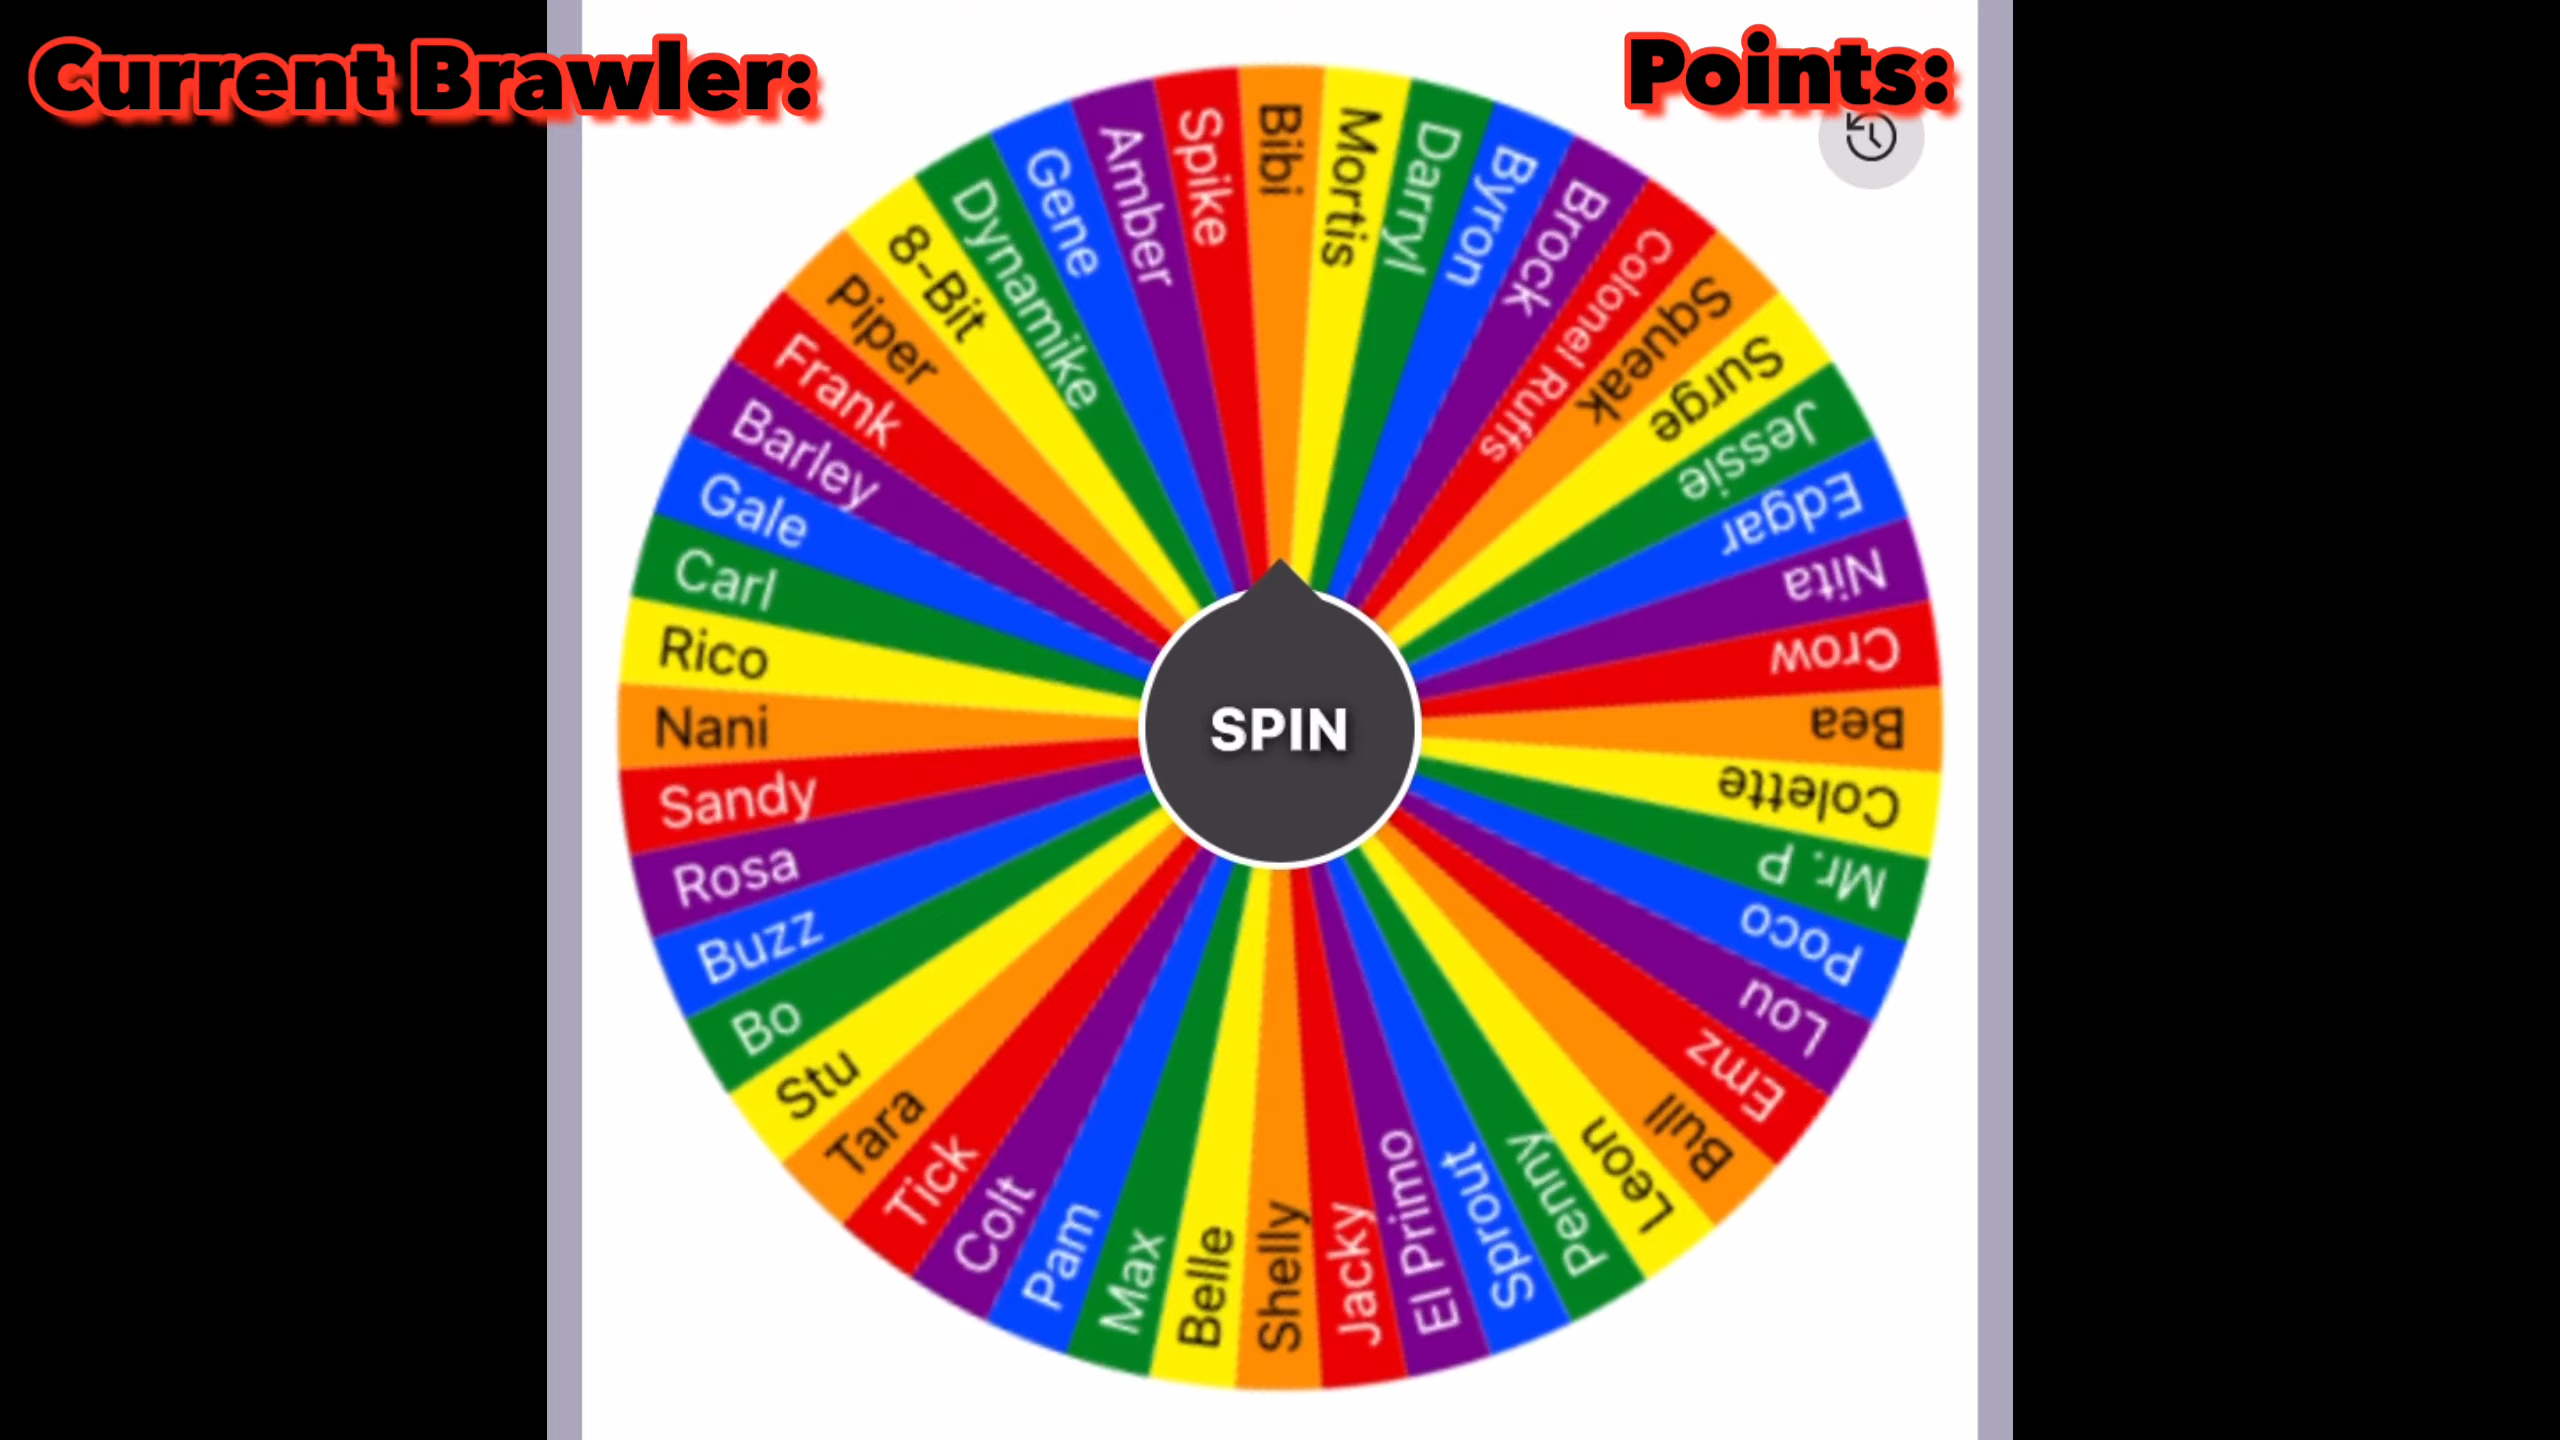 Current Brawler:
Points:
Bibi
Mortis
Darryl
Byron
Brock
Colonel Ruffs
Squeak
Surge
Jessie
Edgar
Nita
Crow
Bea
Colette
Mr. P
Poco
Lou
Emz
Bull
Leon
Penny
Sprout
El Primo
Jacky
Shelly
Belle
Max
Pam
Colt
Tick
Tara
Stu
Bo
Buzz
Rosa
Sandy
Nani
Rico
Carl
Gale
Barley
Frank
Piper
8-Bit
Dynamike
Gene
Amber
Spike
SPIN